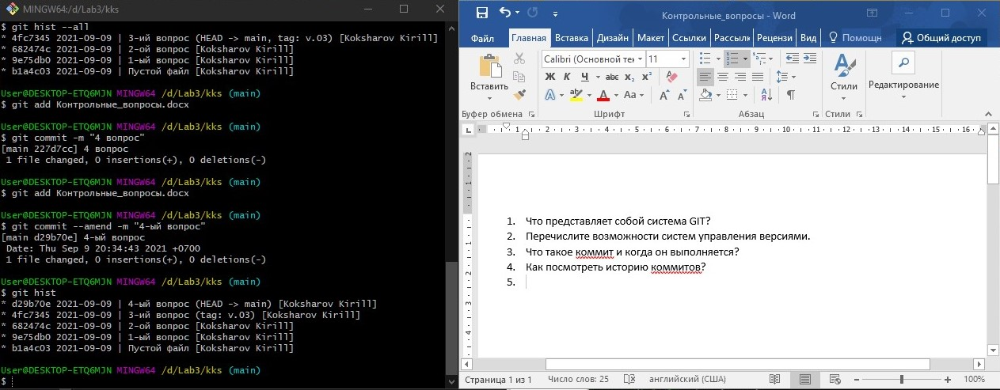 MINGW64:/d/Lab3/kks
$ git hist --all
* 4fc7345 2021-09-09 | 3-ий вопрос (HEAD -> main, tag: v.03) [Koksharov Kirill]
* 682474c 2021-09-09 | 2-ой вопрос [Koksharov Kirill]
* 9e75db0 2021-09-09 | 1-ый вопрос [Koksharov Kirill]
* b1a4c03 2021-09-09 | Пустой файл [Koksharov Kirill]
User@DESKTOP-ETQ6MJN MINGW64 /d/Lab3/kks (main)
$ git add Контрольные_вопросы.docx
User@DESKTOP-ETQ6MJN MINGW64 /d/Lab3/kks (main)
$ git commit -m "4 вопрос"
[main 227d7cc] 4 вопрос
1 file changed, 0 insertions(+), 0 deletions(-)
User@DESKTOP-ETQ6MJN MINGW64 /d/Lab3/kks (main)
$ git add Контрольные_вопросы.docx
User@DESKTOP-ETQ6MJN MINGW64 /d/Lab3/kks (main)
$ git commit --amend -m "4-ый вопрос"
[main d29b70e] 4-ый вопрос
Date: Thu Sep 9 20:34:43 2021 +0700
1 file changed, 0 insertions(+), 0 deletions(-)
User@DESKTOP-ETQ6MJN MINGW64 /d/Lab3/kks (main)
$ git hist
* d29b70e 2021-09-09 | 4-ый вопрос (HEAD -> main) [Koksharov Kirill]
* 4fc7345 2021-09-09 | 3-ий вопрос (tag: v.03) [Koksharov Kirill]
* 682474c 2021-09-09 | 2-ой вопрос [Koksharov Kirill]
* 9e75db0 2021-09-09 | 1-ый вопрос [Koksharov Kirill]
* b1a4c03 2021-09-09 | Пустой файл [Koksharov Kirill]
User@DESKTOP-ETQ6MJN MINGW64 /d/Lab3/kks (main)
$
Контрольные_вопросы - Word
Файл Главная Вставка Дизайн Макет Ссылки Рассылк Рецензи Вид Помощн Общий доступ
Calibri (Основной тек 11
Вставить
Ж К Ч abc x₂ x²
A aby A Aa A A
Стили
Редактирование
Буфер обмена Шрифт Абзац Стили
1 1 2 3 4 5 6 7 8 9 10 11 12 13 14 15 16
1. Что представляет собой система GIT?
2. Перечислите возможности систем управления версиями.
3. Что такое коммит и когда он выполняется?
4. Как посмотреть историю коммитов?
5.
Страница 1 из 1 Число слов: 25 английский (США) 100%